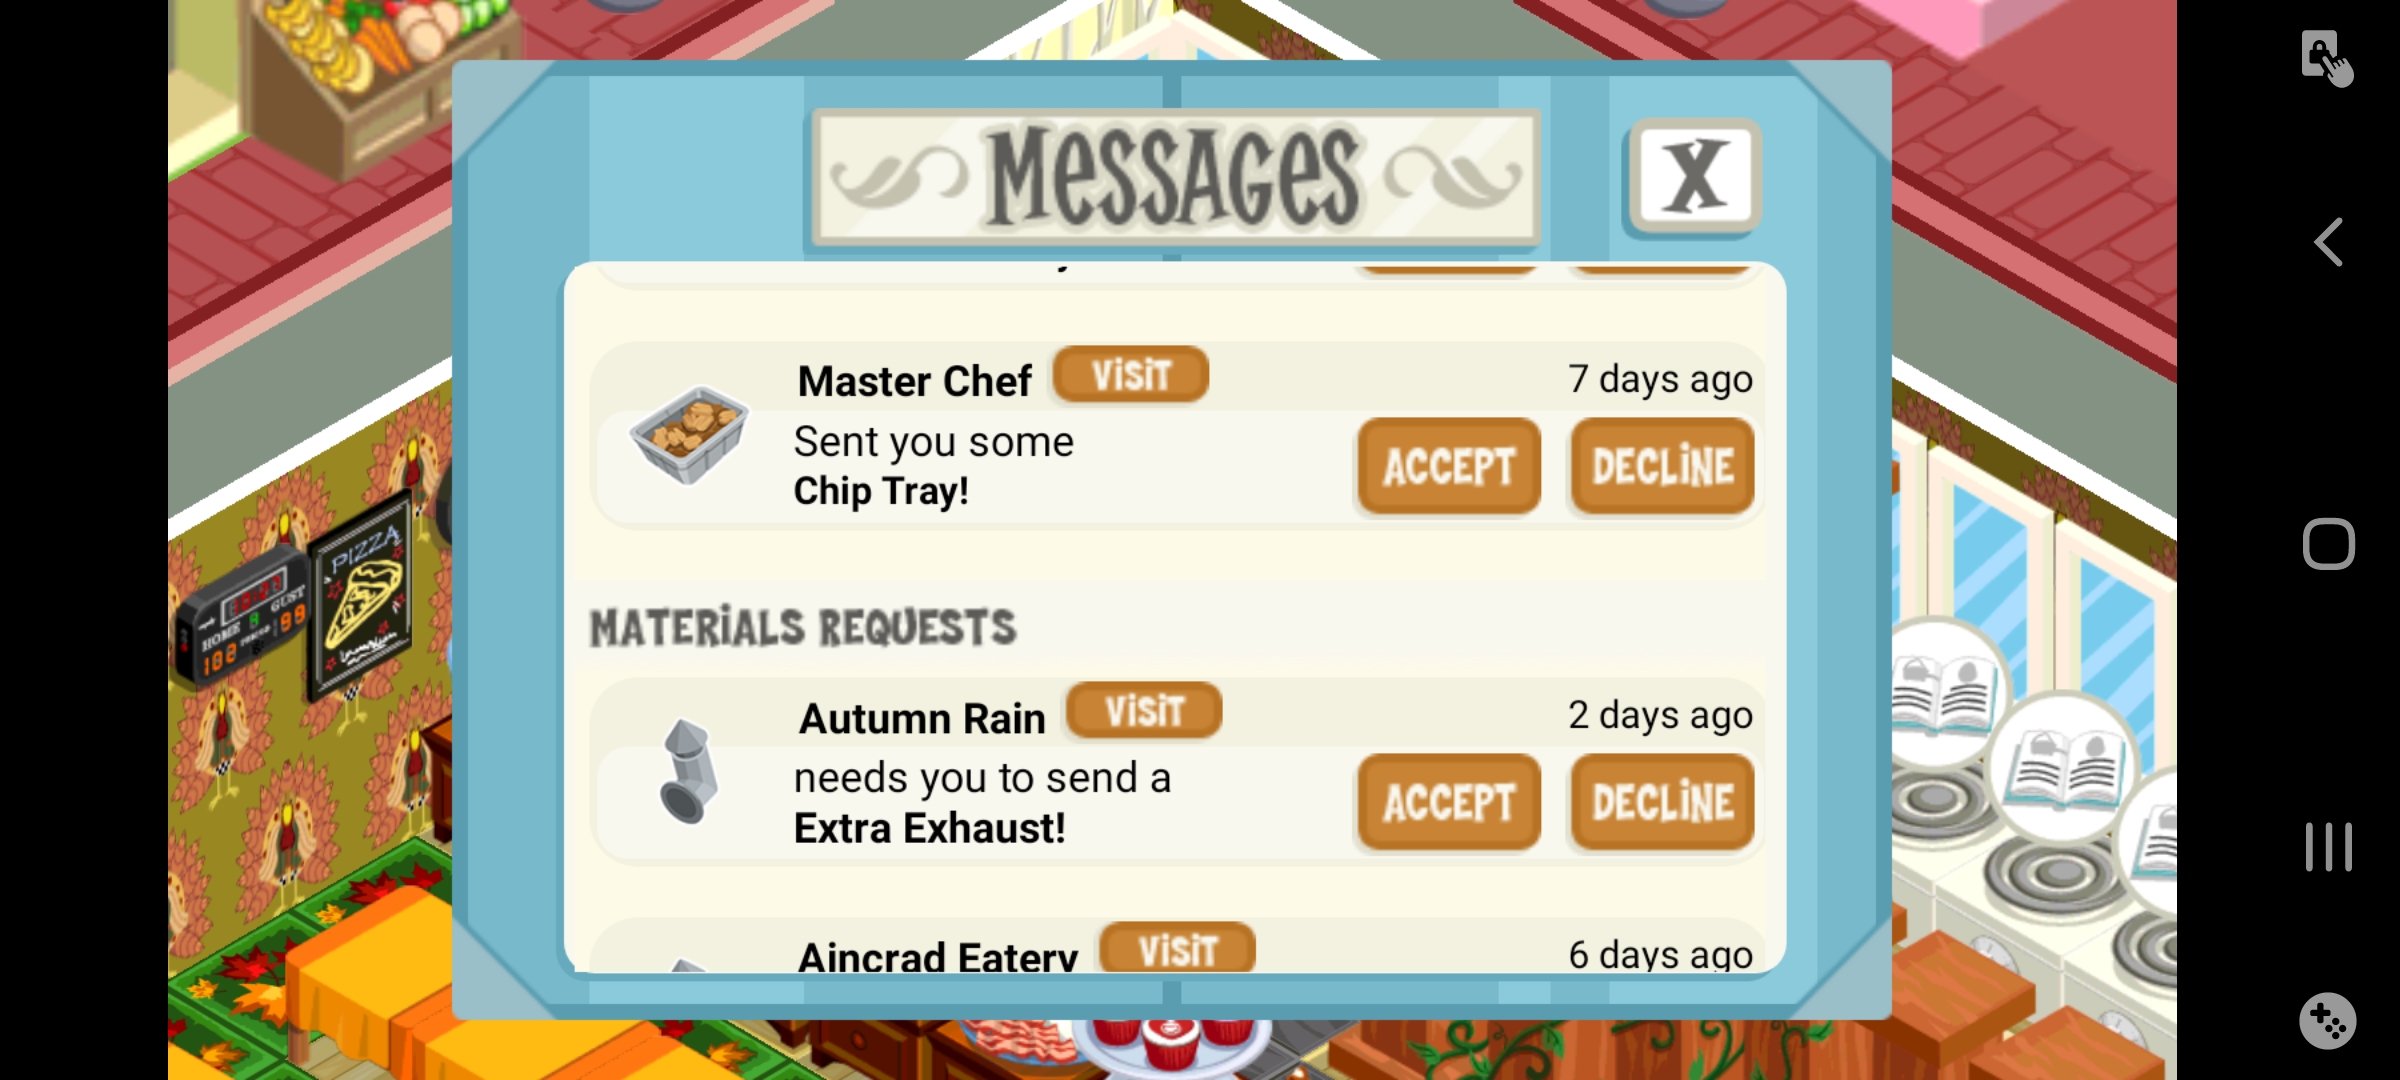 MESSAGES
X
Master Chef VISIT 7 days ago
Sent you some
Chip Tray!
ACCEPT DECLINE
MATERIALS REQUESTS
Autumn Rain VISIT 2 days ago
needs you to send a
Extra Exhaust!
ACCEPT DECLINE
Aincrad Eatery VISIT 6 days ago
PIZZA
HOME
GUST
102
99